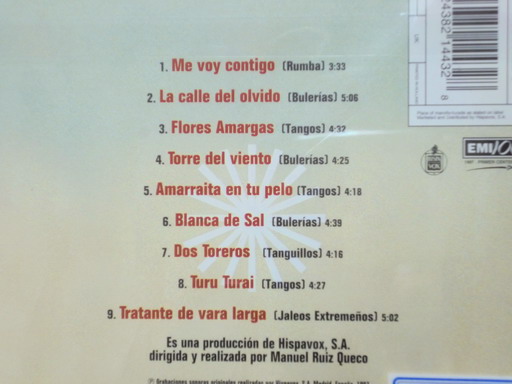 1. Me voy contigo (Rumba) 3:33
2. La calle del olvido (Bulerías) 5:06
3. Flores Amargas (Tangos) 4:32
4. Torre del viento (Bulerías) 4:25
5. Amarraita en tu pelo (Tangos) 4:18
6. Blanca de Sal (Bulerías) 4:39
7. Dos Toreros (Tanguillos) 4:16
8. Turu Turai (Tangos) 4:27
9. Tratante de vara larga (Jaleos Extremeños) 5:02
Es una producción de Hispavox, S.A.
dirigida y realizada por Manuel Ruiz Queco
24382 14432 8
EMI